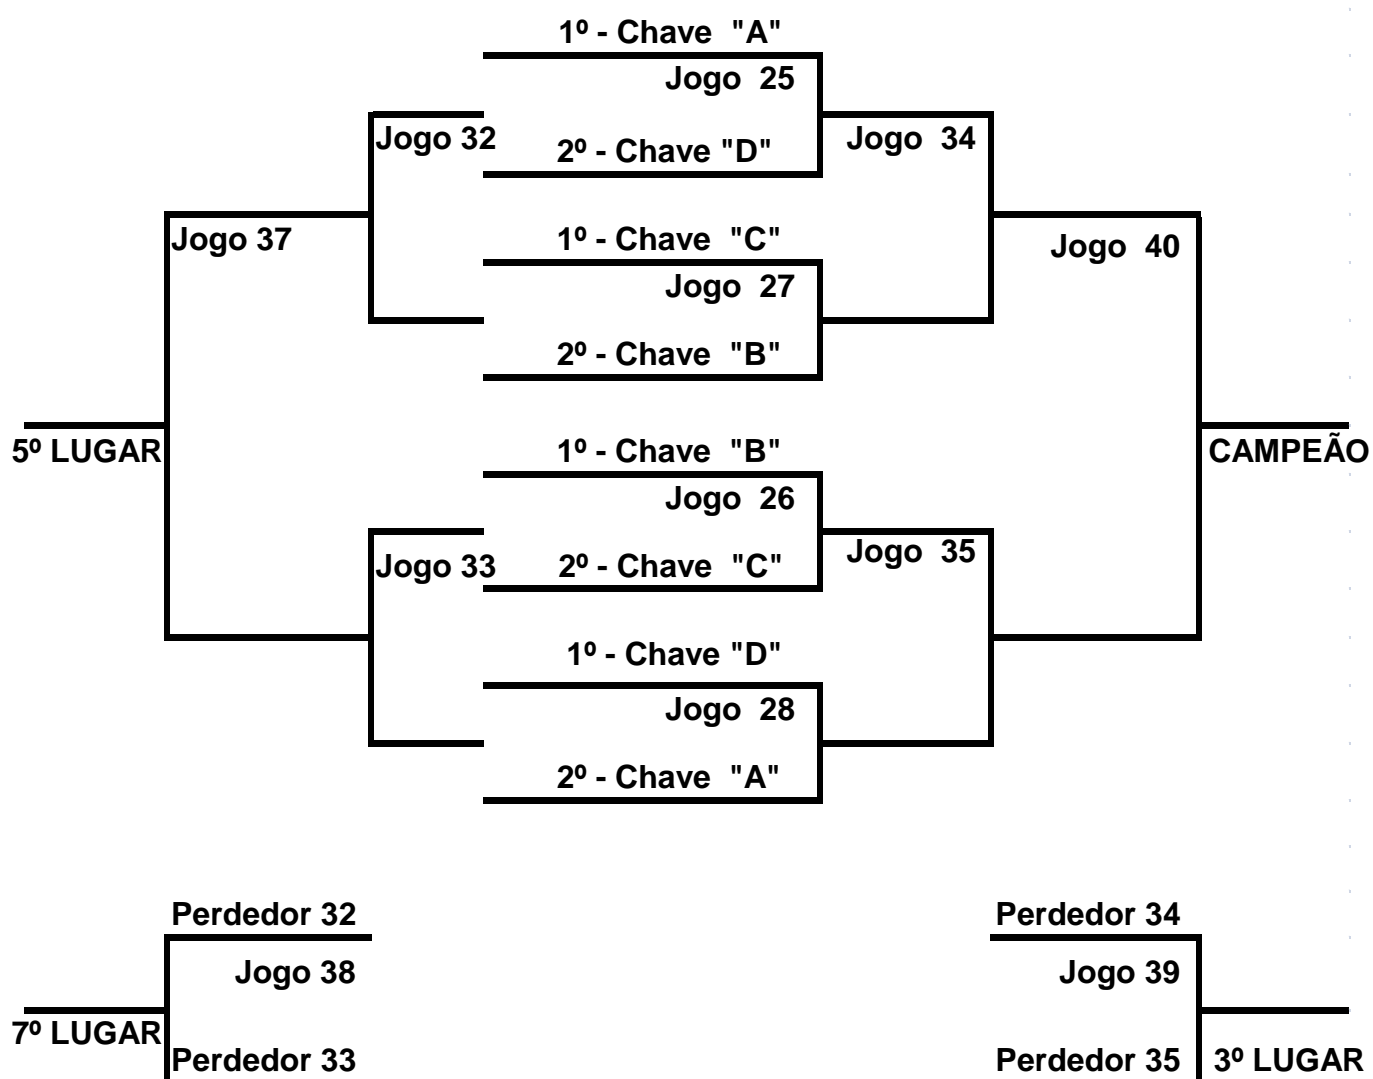 1º - Chave "A"
Jogo 25
Jogo 32
2º - Chave "D"
Jogo 34
Jogo 37
1º - Chave "C"
Jogo 40
Jogo 27
2º - Chave "B"
5º LUGAR
1º - Chave "B"
CAMPEÃO
Jogo 26
Jogo 33
2º - Chave "C"
Jogo 35
1º - Chave "D"
Jogo 28
2º - Chave "A"
Perdedor 32
Perdedor 34
Jogo 38
Jogo 39
7º LUGAR
Perdedor 33
Perdedor 35
3º LUGAR